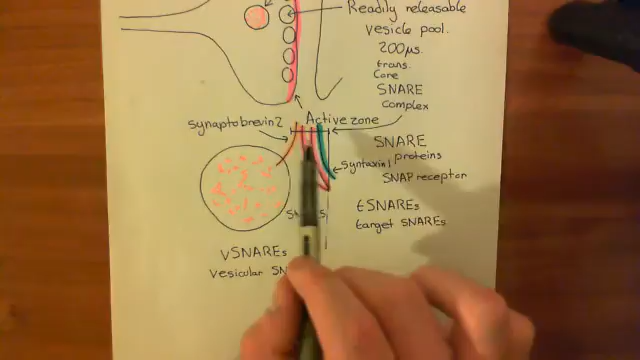 Readily releasable
vesicle pool.
200µs.
trans.
Core
SNARE
complex
Active zone
Synaptobrevin2
SNARE
proteins
Syntaxin1
SNAP receptor
tSNAREs
target SNAREs
vSNAREs
Vesicular